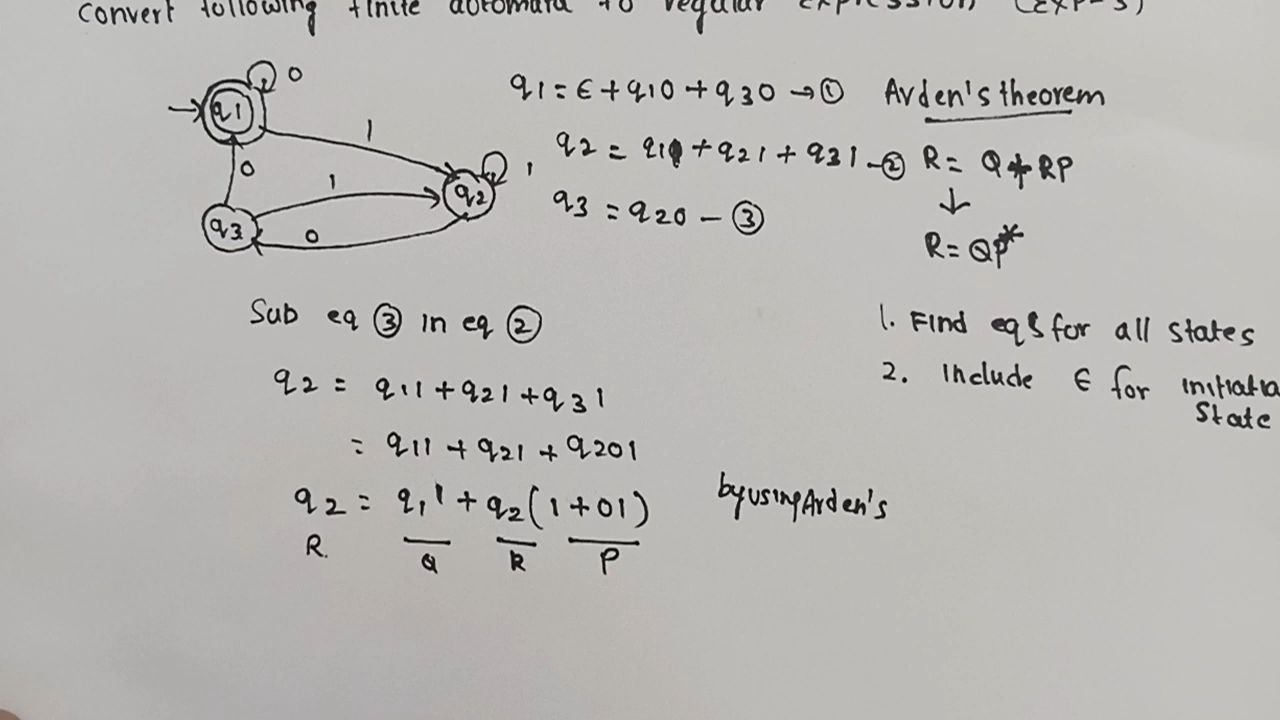 convert following finite automata to regular expression (Exp-3)
0
q1
1
0
1
q2
1
q3
0
q1 = ϵ + q10 + q30 → ①
q2 = q11 + q21 + q31 - ②
q3 = q20 - ③
Arden's theorem
R = Q + RP
↓
R = QP*
Sub eq ③ in eq ②
q2 = q11 + q21 + q31
= q11 + q21 + q201
q2 = q11 + q2(1+01)
R. Q R P
by using Arden's
1. Find eqs for all states
2. Include ϵ for
State